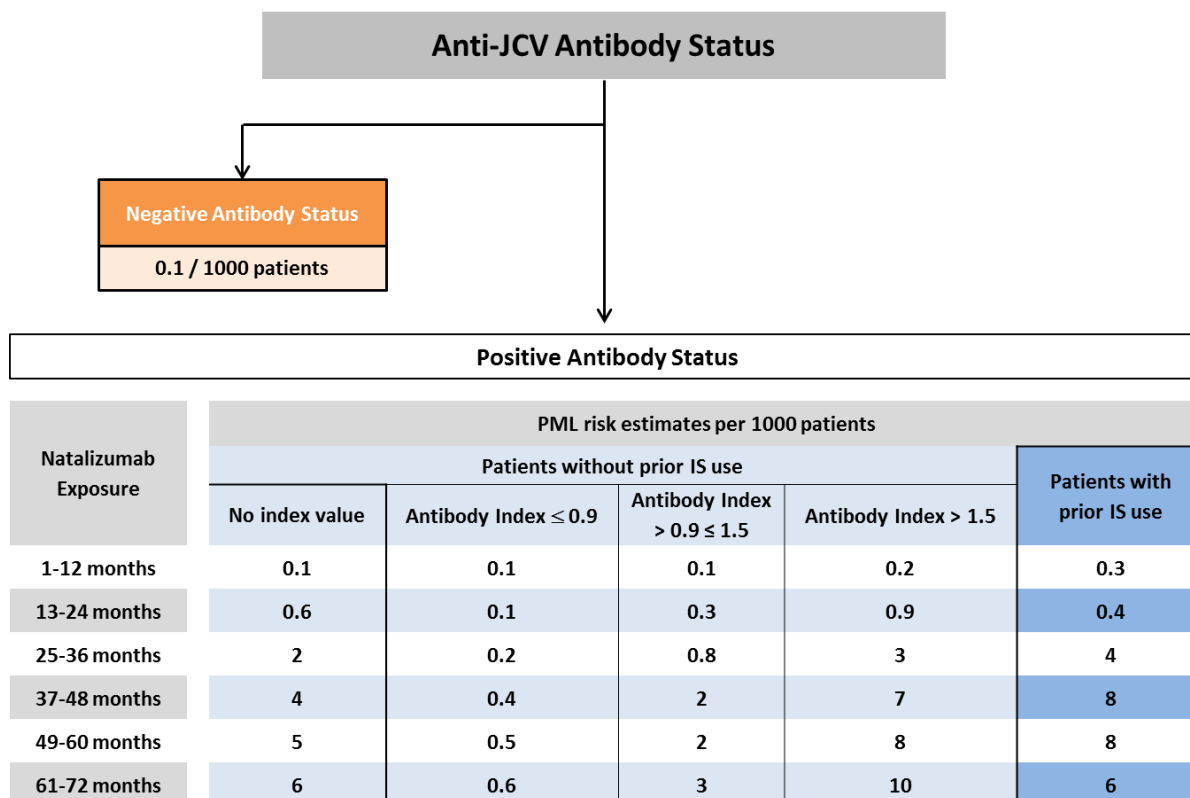 Anti-JCV Antibody Status
Negative Antibody Status
0.1 / 1000 patients
Positive Antibody Status
Natalizumab
Exposure
PML risk estimates per 1000 patients
Patients without prior IS use
Patients with
prior IS use
No index value
Antibody Index ≤ 0.9
Antibody Index
> 0.9 ≤ 1.5
Antibody Index > 1.5
1-12 months 0.1 0.1 0.1 0.2 0.3
13-24 months 0.6 0.1 0.3 0.9 0.4
25-36 months 2 0.2 0.8 3 4
37-48 months 4 0.4 2 7 8
49-60 months 5 0.5 2 8 8
61-72 months 6 0.6 3 10 6